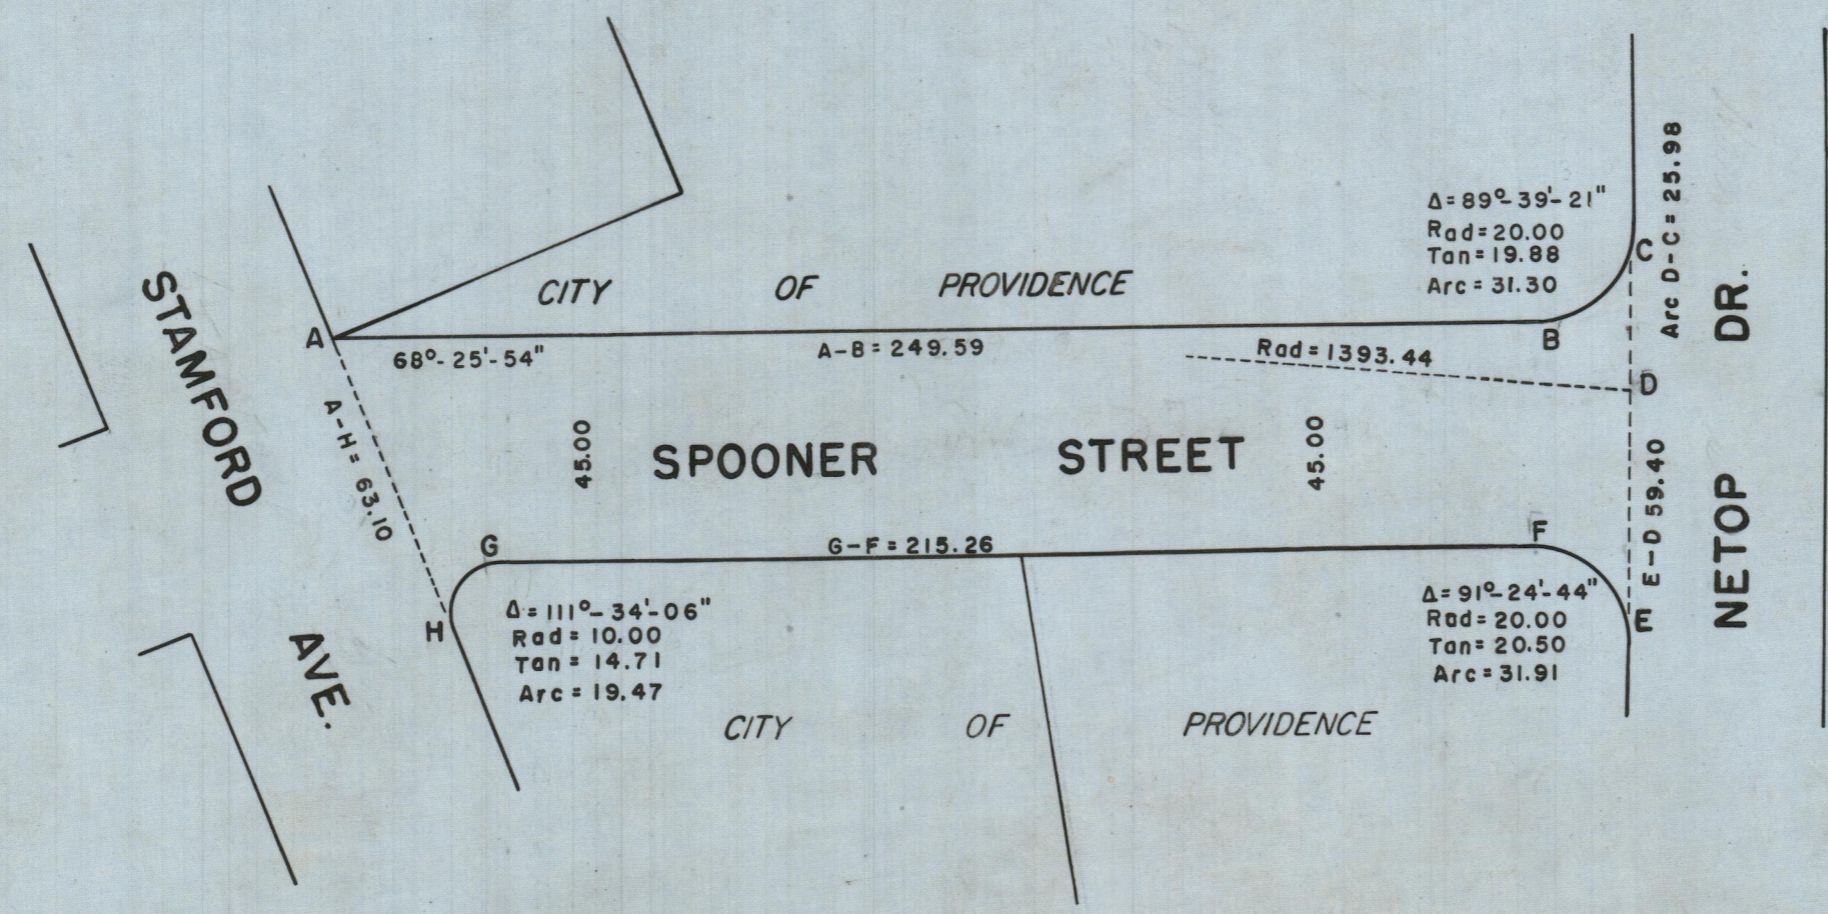 STAMFORD
AVE.
CITY OF PROVIDENCE
Δ=89°-39'-21"
Rad=20.00
Tan=19.88
Arc=31.30
C
Arc D-C=25.98
A
68°-25'-54"
A-B=249.59
B
Rad=1393.44
D
A-H=63.10
45.00
SPOONER STREET
45.00
E-D 59.40
NETOP DR.
G
G-F=215.26
F
H
Δ=111°-34'-06"
Rad=10.00
Tan=14.71
Arc=19.47
Δ=91°-24'-44"
Rad=20.00
Tan=20.50
Arc=31.91
E
CITY OF PROVIDENCE